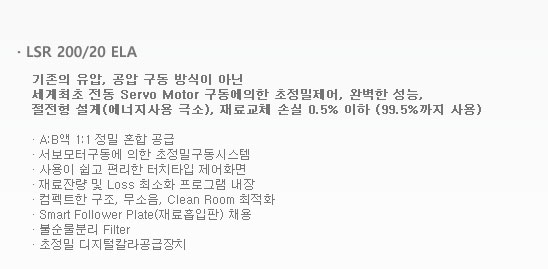 · LSR 200/20 ELA
기존의 유압, 공압 구동 방식이 아닌
세계최초 전동 Servo Motor 구동에의한 초정밀제어, 완벽한 성능,
절전형 설계(에너지사용 극소), 재료교체 손실 0.5% 이하 (99.5%까지 사용)
· A:B액 1:1 정밀 혼합 공급
· 서보모터구동에 의한 초정밀구동시스템
· 사용이 쉽고 편리한 터치타입 제어화면
· 재료잔량 및 Loss 최소화 프로그램 내장
· 컴펙트한 구조, 무소음, Clean Room 최적화
· Smart Follower Plate(재료흡입판) 채용
· 불순물분리 Filter
· 초정밀 디지털칼라공급장치